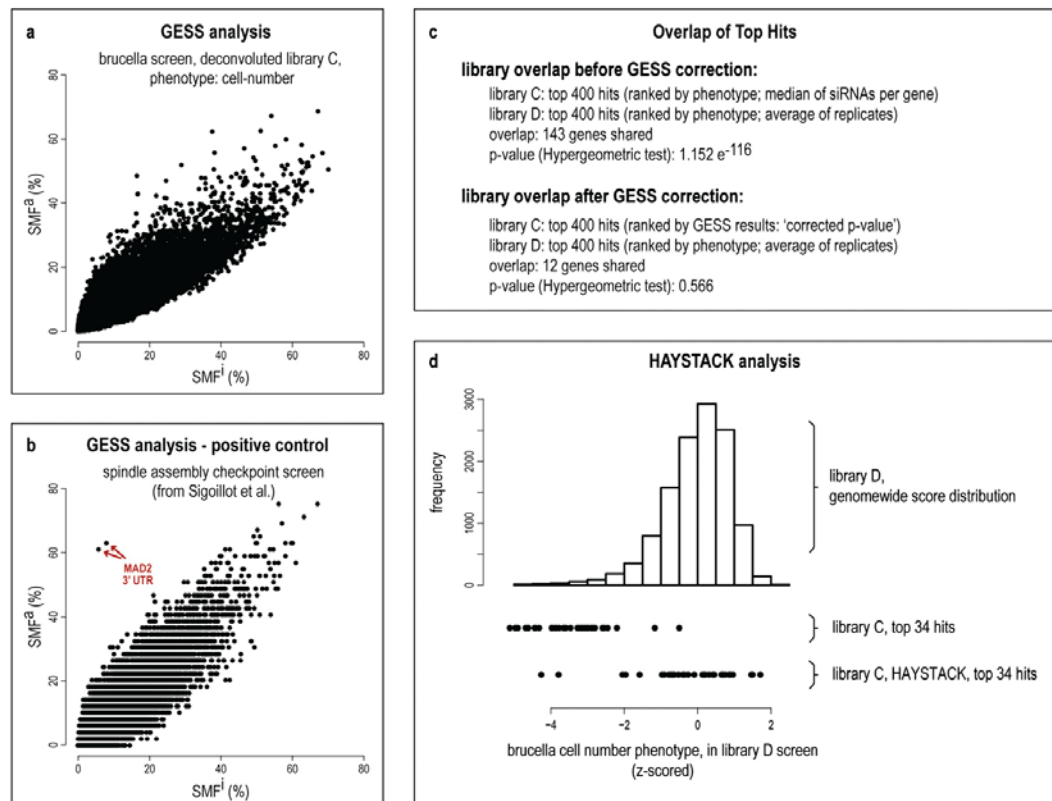 a
GESS analysis
brucella screen, deconvoluted library C,
phenotype: cell-number
80
60
40
20
0
SMFa (%)
0 20 40 60 80
SMFi (%)
b
GESS analysis - positive control
spindle assembly checkpoint screen
(from Sigoillot et al.)
80
60
40
20
0
SMFa (%)
MAD2
3' UTR
0 20 40 60 80
SMFi (%)
c
Overlap of Top Hits
library overlap before GESS correction:
library C: top 400 hits (ranked by phenotype; median of siRNAs per gene)
library D: top 400 hits (ranked by phenotype; average of replicates)
overlap: 143 genes shared
p-value (Hypergeometric test): 1.152 e-116
library overlap after GESS correction:
library C: top 400 hits (ranked by GESS results: 'corrected p-value')
library D: top 400 hits (ranked by phenotype; average of replicates)
overlap: 12 genes shared
p-value (Hypergeometric test): 0.566
d
HAYSTACK analysis
3000
2000
1000
0
frequency
library D,
genomewide score distribution
library C, top 34 hits
library C, HAYSTACK, top 34 hits
−4 −2 0 2
brucella cell number phenotype, in library D screen
(z-scored)